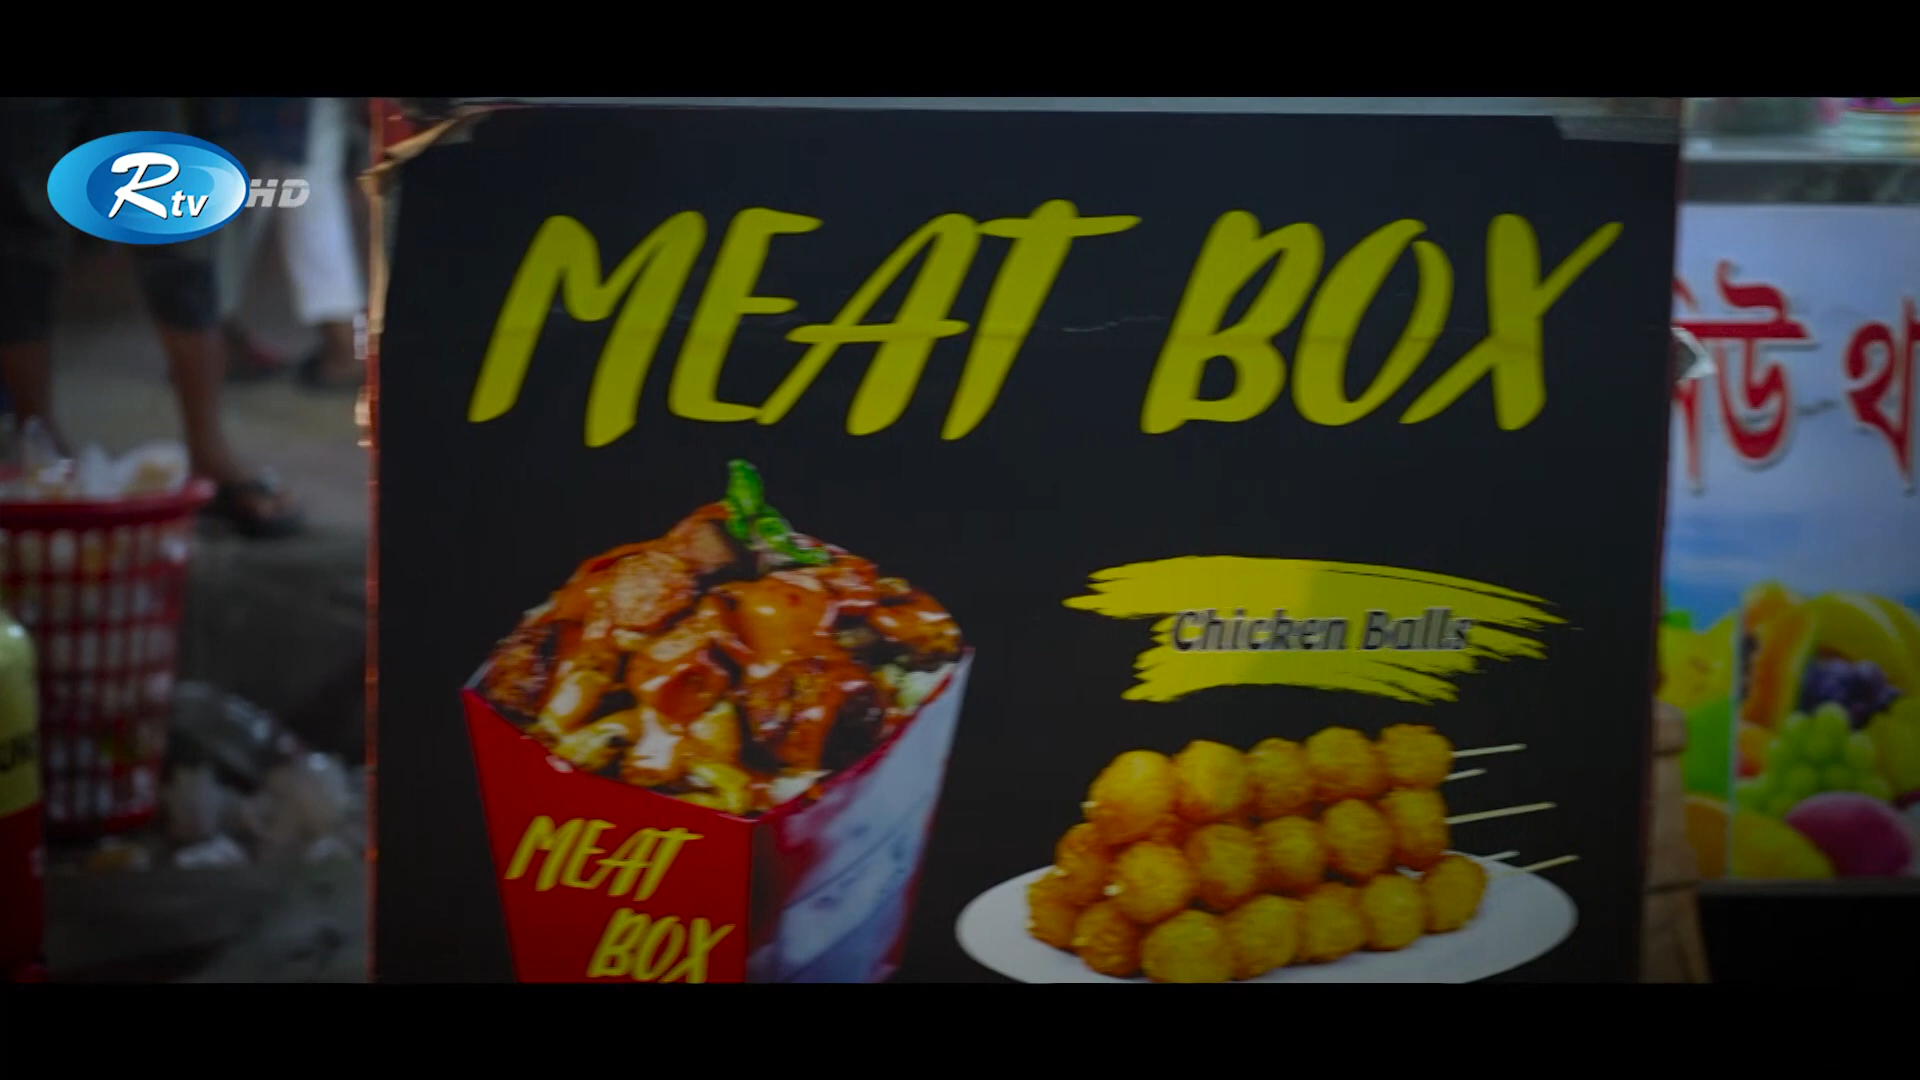 Rtv HD
MEAT BOX
Chicken Balls
MEAT
BOX